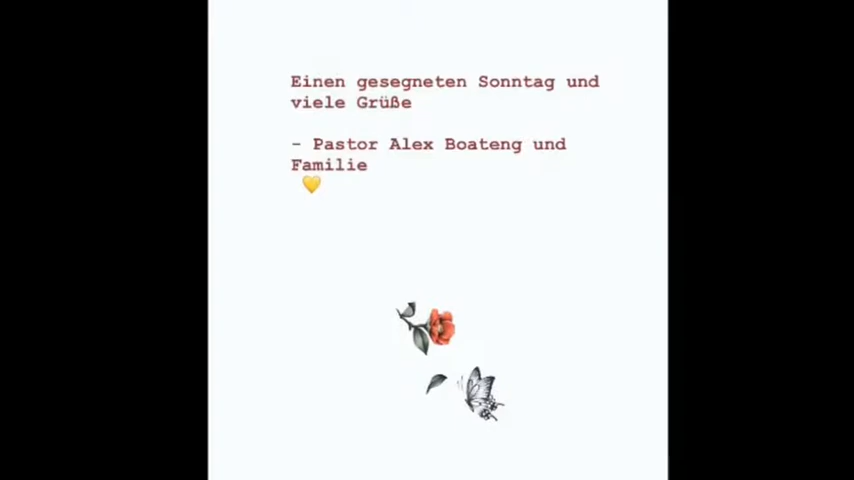 Einen gesegneten Sonntag und
viele Grüße
- Pastor Alex Boateng und
Familie
💛